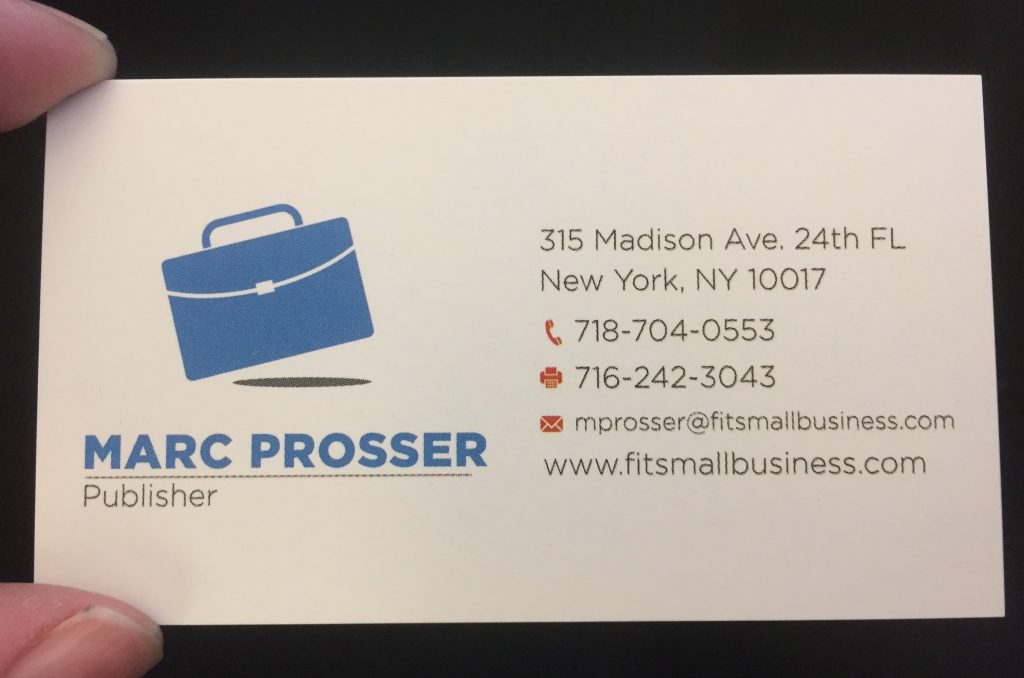 MARC PROSSER
Publisher
315 Madison Ave. 24th FL
New York, NY 10017
718-704-0553
716-242-3043
mprosser@fitsmallbusiness.com
www.fitsmallbusiness.com